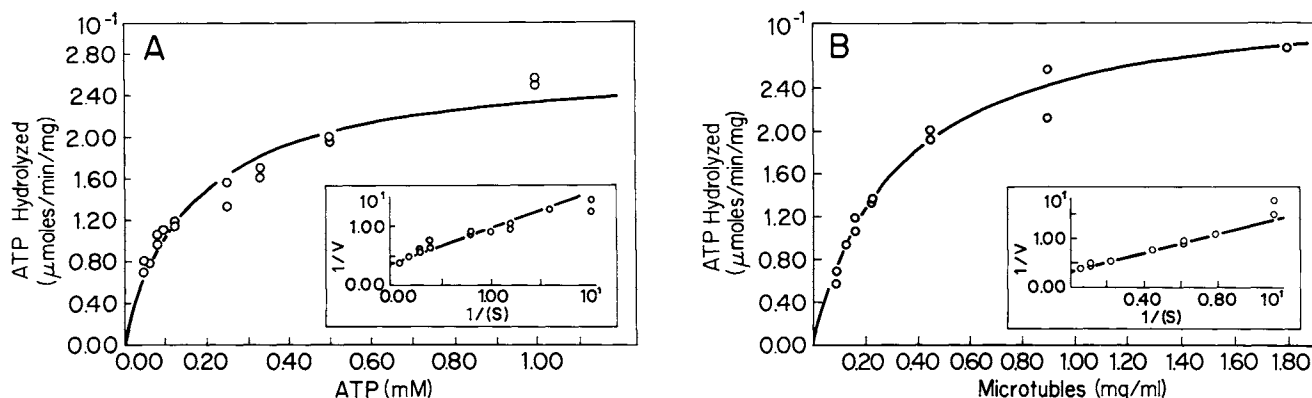 A
10⁻¹
2.80
2.40
2.00
1.60
1.20
0.80
0.40
0.00
ATP Hydrolyzed
(μmoles/min/mg)
0.00 0.20 0.40 0.60 0.80 1.00
ATP (mM)
10¹
1.00
0.00
1/V
0.00 1.00 10¹
1/(S)
B
10⁻¹
2.80
2.40
2.00
1.60
1.20
0.80
0.40
0.00
ATP Hydrolyzed
(μmoles/min/mg)
0.20 0.40 0.60 0.80 1.00 1.20 1.40 1.60 1.80
Microtubles (mg/ml)
10¹
1.00
0.00
1/V
0.40 0.80 10¹
1/(S)